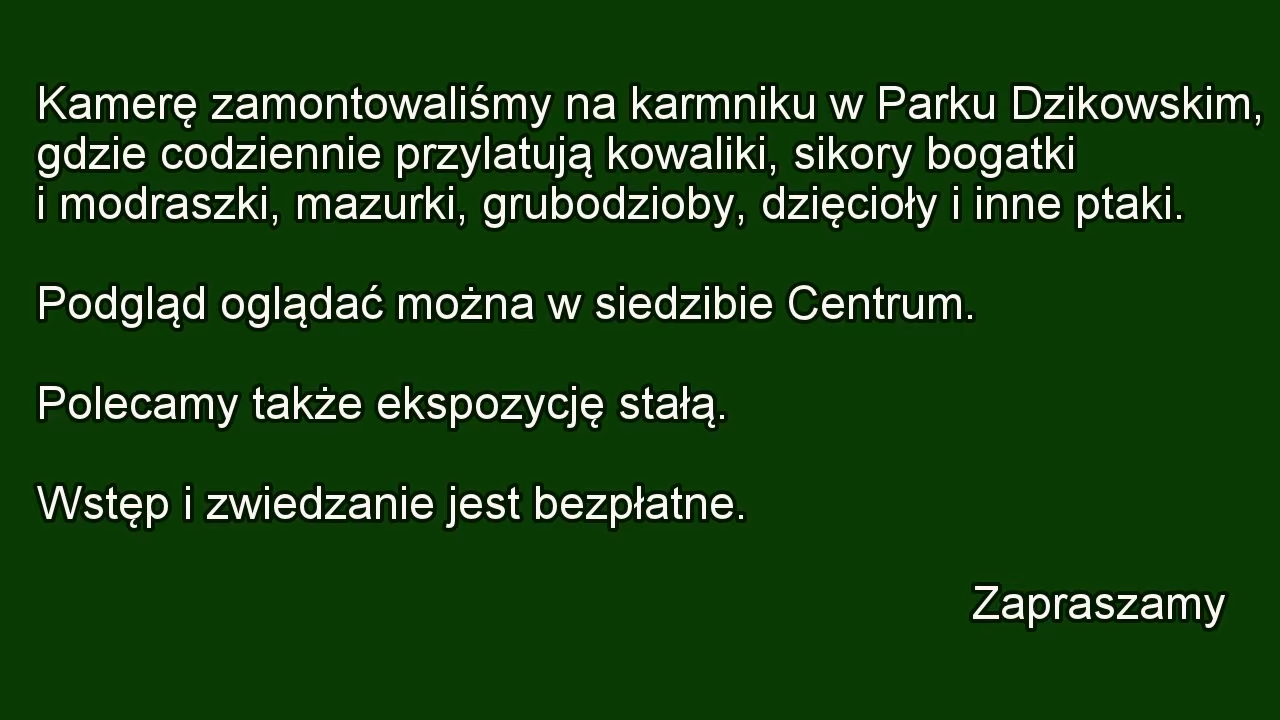 Kamerę zamontowaliśmy na karmniku w Parku Dzikowskim,
gdzie codziennie przylatują kowaliki, sikory bogatki
i modraszki, mazurki, grubodzioby, dzięcioły i inne ptaki.
Podgląd oglądać można w siedzibie Centrum.
Polecamy także ekspozycję stałą.
Wstęp i zwiedzanie jest bezpłatne.
Zapraszamy